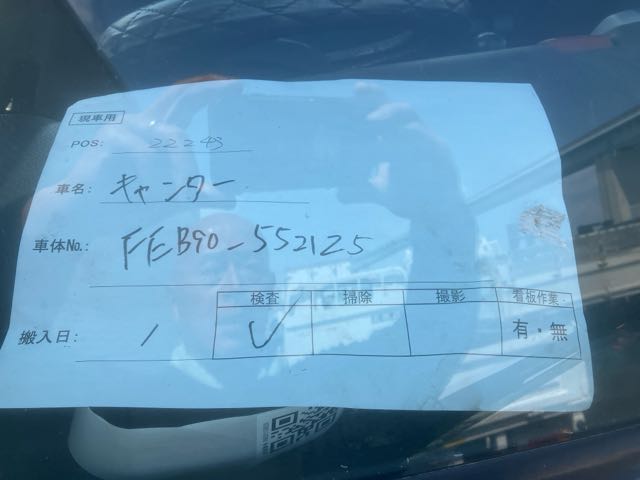 現車用
POS: 22243
車名: キャンター
車体No.: FEB90-552125
検査 掃除 撮影 看板作業
搬入日: / ✓ 有・無